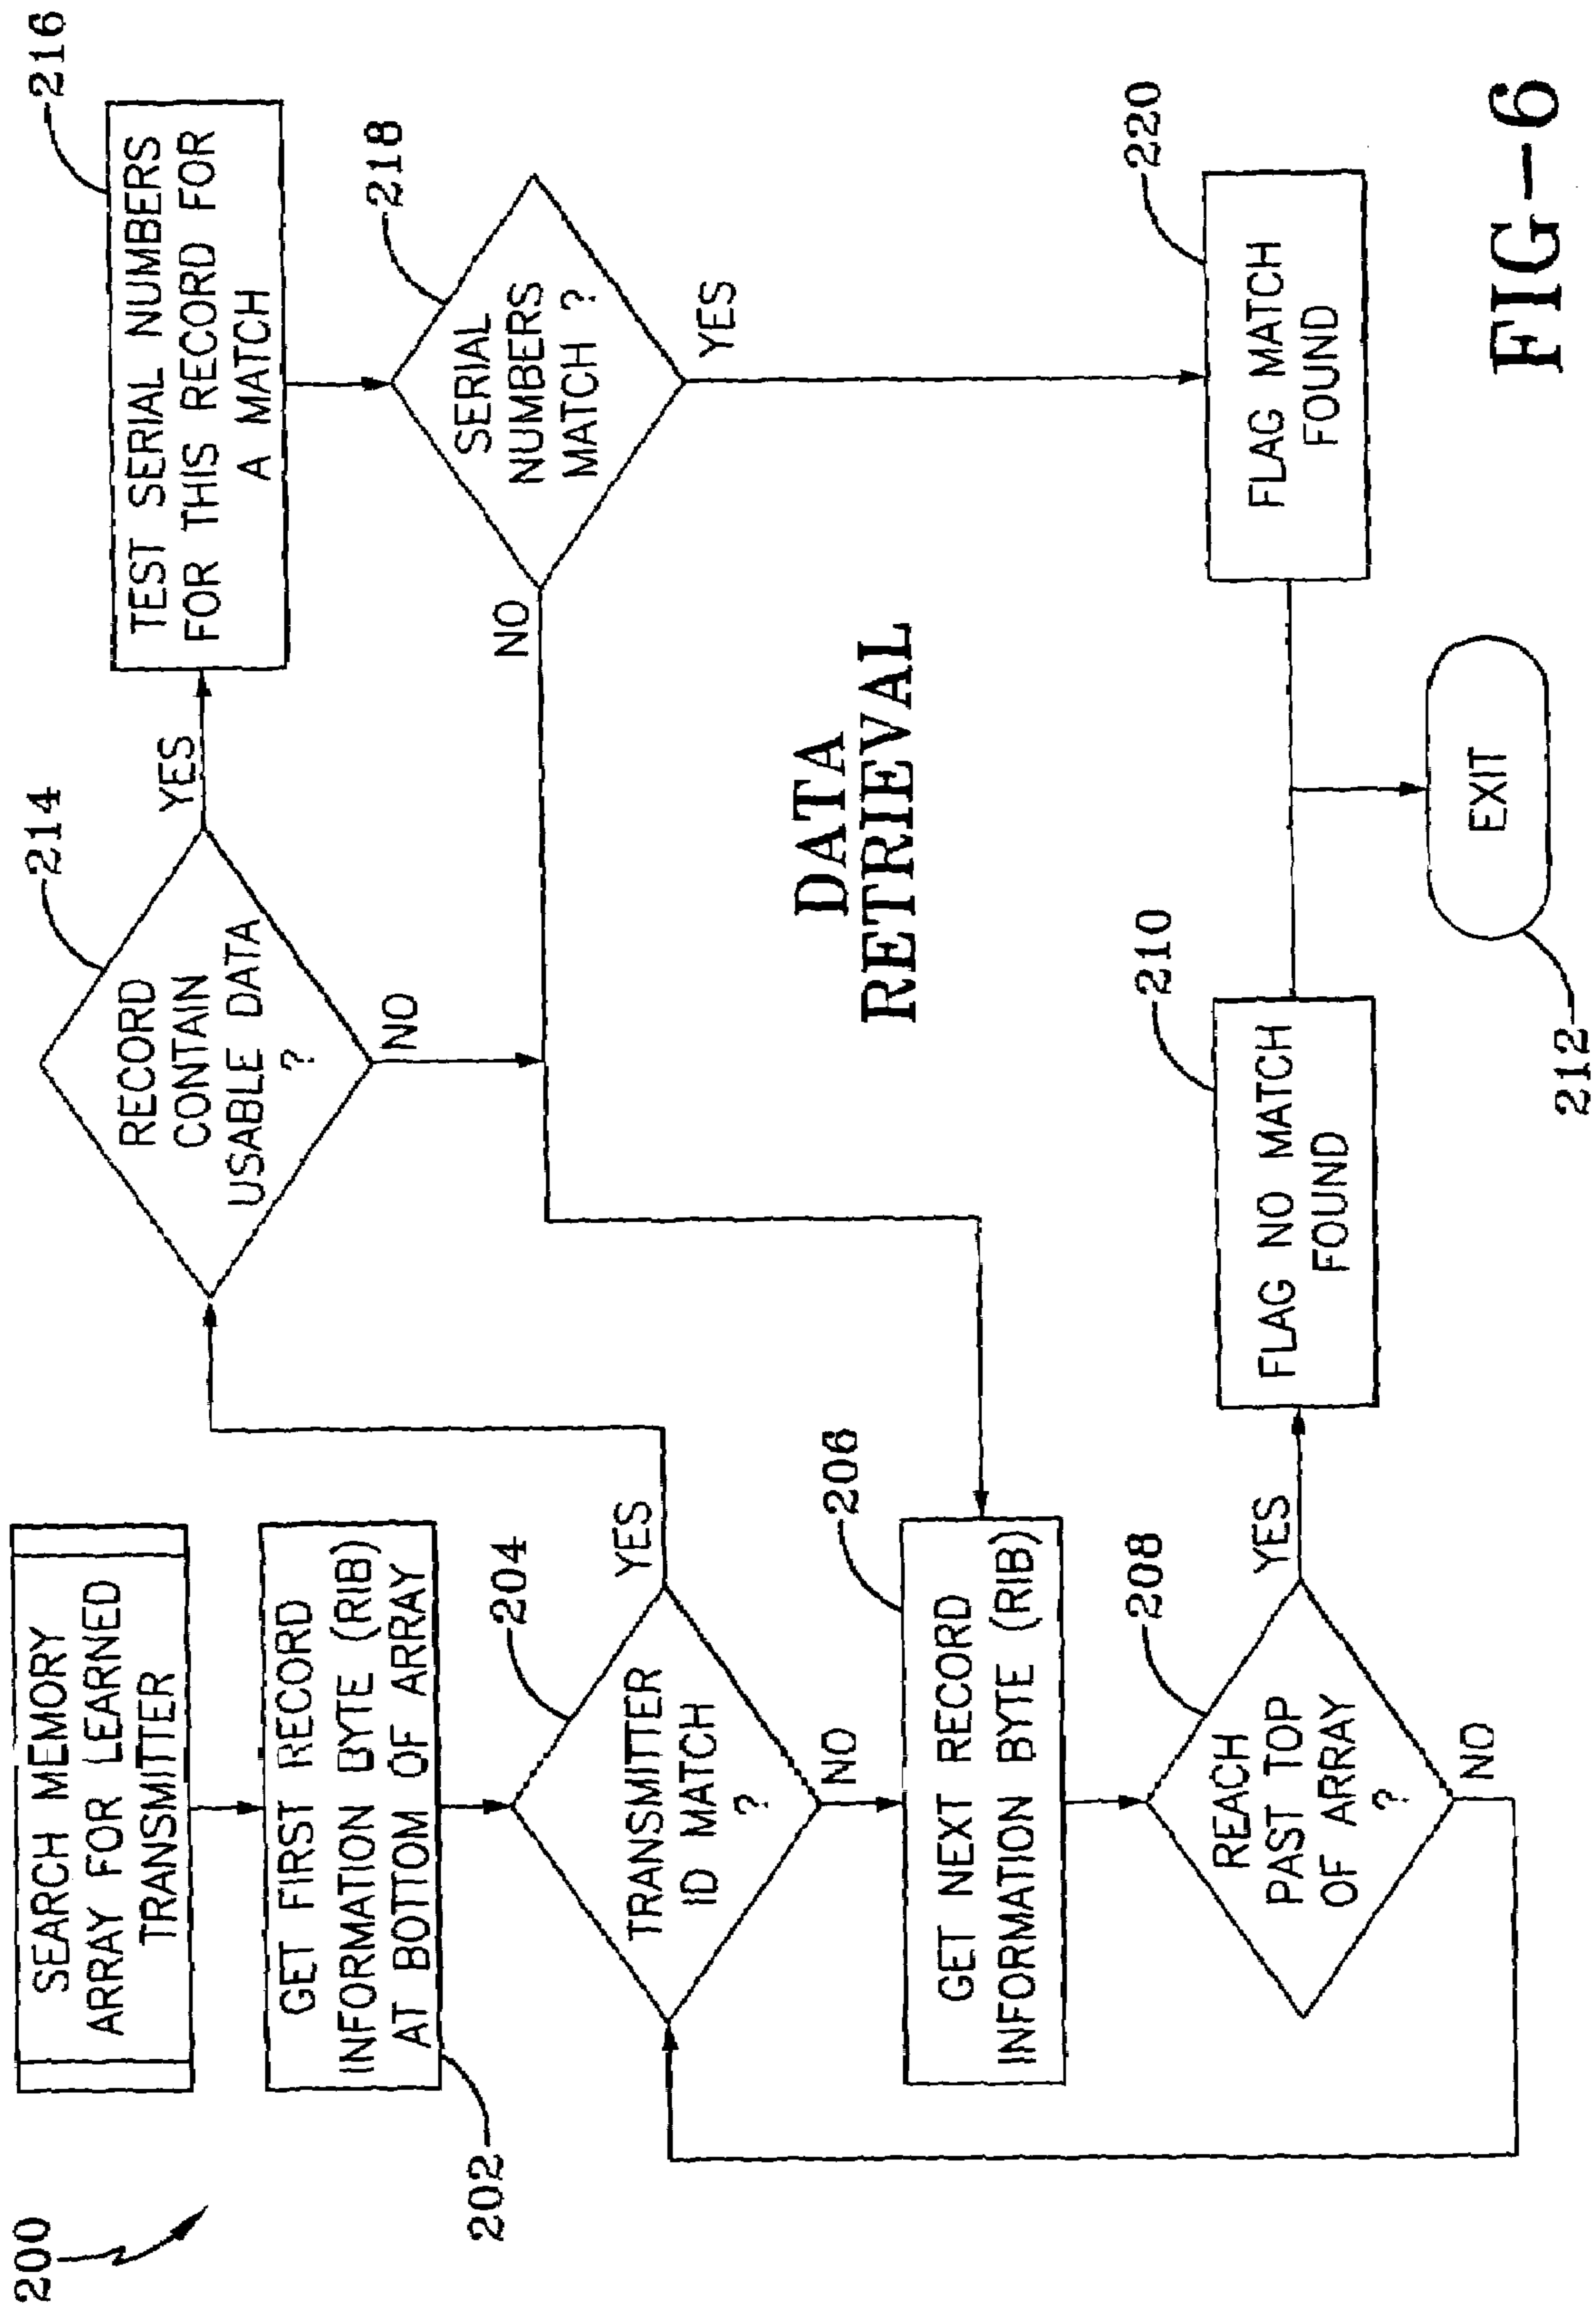 200
SEARCH MEMORY
ARRAY FOR LEARNED
TRANSMITTER
GET FIRST RECORD
INFORMATION BYTE (RIB)
AT BOTTOM OF ARRAY
202
204
TRANSMITTER
ID MATCH
?
YES
NO
206
GET NEXT RECORD
INFORMATION BYTE (RIB)
208
REACH
PAST TOP
OF ARRAY
?
YES
NO
214
RECORD
CONTAIN
USABLE DATA
?
YES
NO
216
TEST SERIAL NUMBERS
FOR THIS RECORD FOR
A MATCH
218
SERIAL
NUMBERS
MATCH ?
NO
YES
DATA
RETRIEVAL
210
FLAG NO MATCH
FOUND
220
FLAG MATCH
FOUND
EXIT
212
FIG-6